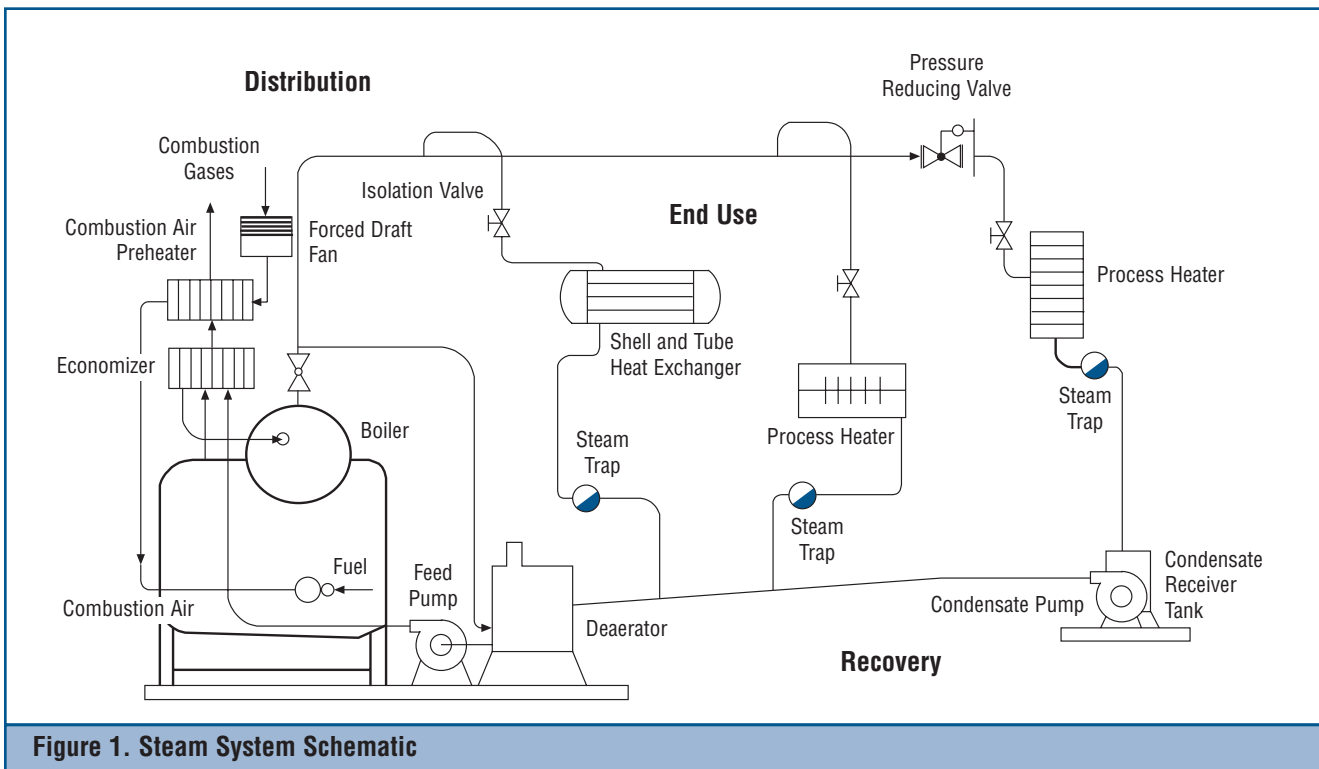 Distribution
Pressure
Reducing Valve
Combustion
Gases
Isolation Valve
End Use
Combustion Air
Preheater
Forced Draft
Fan
Process Heater
Shell and Tube
Heat Exchanger
Economizer
Steam
Trap
Boiler
Process Heater
Steam
Trap
Steam
Trap
Fuel
Feed
Pump
Condensate
Receiver
Tank
Combustion Air
Condensate Pump
Deaerator
Recovery
Figure 1. Steam System Schematic